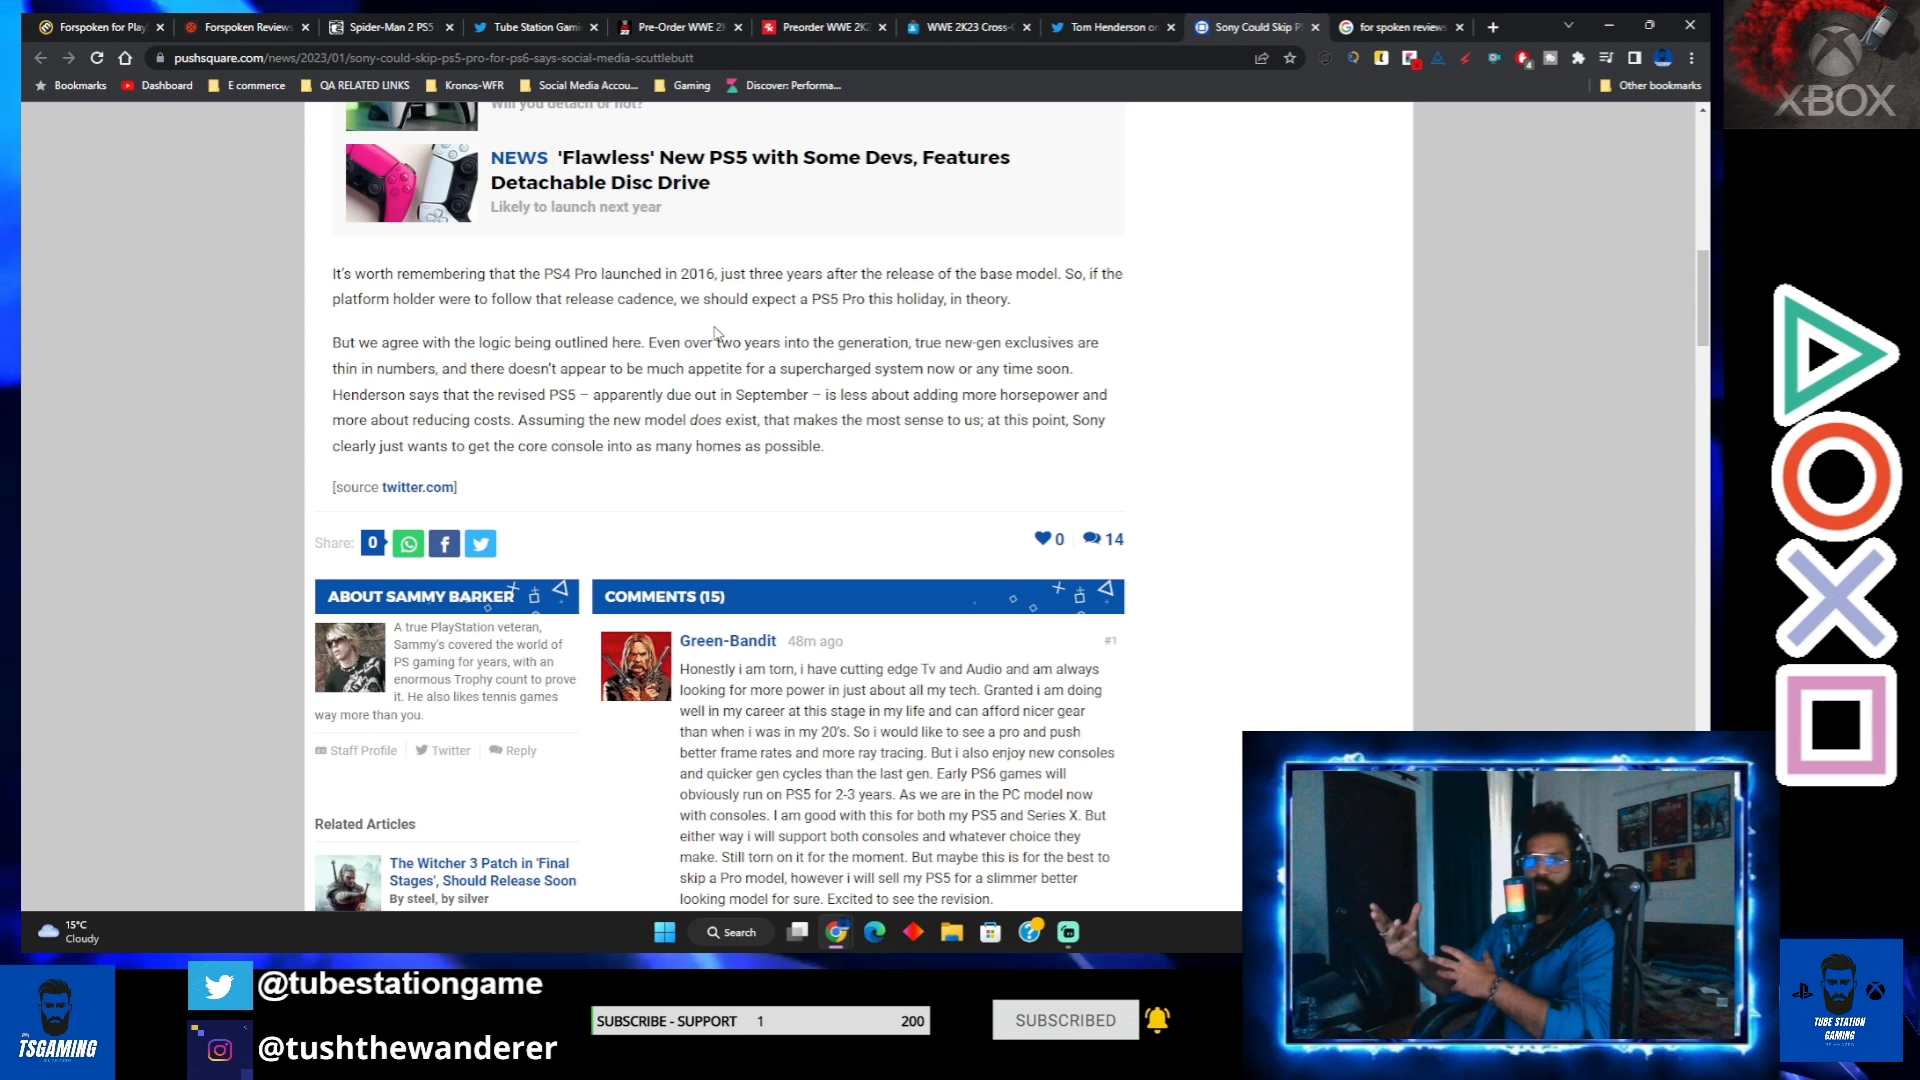 Forspoken for Play
Forspoken Reviews
Spider-Man 2 PS5
Tube Station Gami
Pre-Order WWE 2K
Preorder WWE 2K2
WWE 2K23 Cross-
Tom Henderson on
Sony Could Skip P
for spoken reviews
pushsquare.com/news/2023/01/sony-could-skip-ps5-pro-for-ps6-says-social-media-scuttlebutt
Bookmarks
Dashboard
E commerce
QA RELATED LINKS
Kronos-WFR
Social Media Accou...
Gaming
Discover: Performa...
Other bookmarks
XBOX
Will you detach or not?
NEWS 'Flawless' New PS5 with Some Devs, Features
Detachable Disc Drive
Likely to launch next year
It's worth remembering that the PS4 Pro launched in 2016, just three years after the release of the base model. So, if the
platform holder were to follow that release cadence, we should expect a PS5 Pro this holiday, in theory.
But we agree with the logic being outlined here. Even over two years into the generation, true new-gen exclusives are
thin in numbers, and there doesn't appear to be much appetite for a supercharged system now or any time soon.
Henderson says that the revised PS5 – apparently due out in September – is less about adding more horsepower and
more about reducing costs. Assuming the new model does exist, that makes the most sense to us; at this point, Sony
clearly just wants to get the core console into as many homes as possible.
[source twitter.com]
Share: 0
0 14
ABOUT SAMMY BARKER
A true PlayStation veteran,
Sammy's covered the world of
PS gaming for years, with an
enormous Trophy count to prove
it. He also likes tennis games
way more than you.
Staff Profile Twitter Reply
Related Articles
The Witcher 3 Patch in 'Final
Stages', Should Release Soon
By steel, by silver
COMMENTS (15)
Green-Bandit 48m ago #1
Honestly i am torn, i have cutting edge Tv and Audio and am always
looking for more power in just about all my tech. Granted i am doing
well in my career at this stage in my life and can afford nicer gear
than when i was in my 20's. So i would like to see a pro and push
better frame rates and more ray tracing. But i also enjoy new consoles
and quicker gen cycles than the last gen. Early PS6 games will
obviously run on PS5 for 2-3 years. As we are in the PC model now
with consoles. I am good with this for both my PS5 and Series X. But
either way i will support both consoles and whatever choice they
make. Still torn on it for the moment. But maybe this is for the best to
skip a Pro model, however i will sell my PS5 for a slimmer better
looking model for sure. Excited to see the revision.
15°C
Cloudy
Search
TSGAMING
@tubestationgame
@tushthewanderer
SUBSCRIBE - SUPPORT 1 200
SUBSCRIBED
TUBE STATION
GAMING